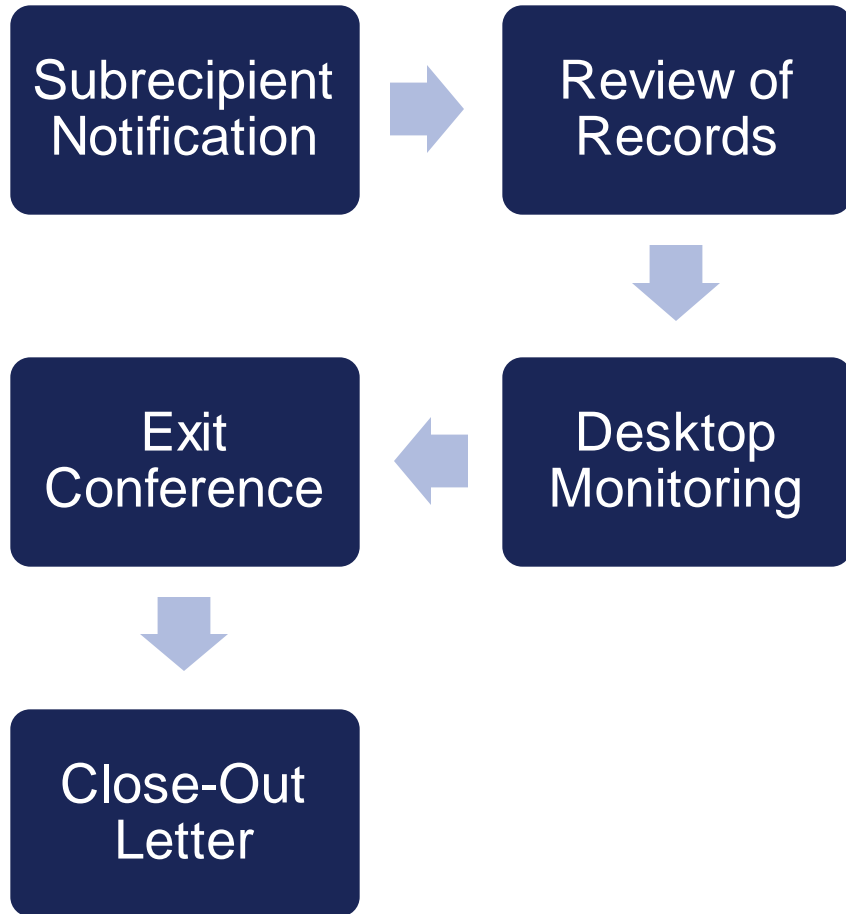 Subrecipient
Notification
Review of
Records
Desktop
Monitoring
Exit
Conference
Close-Out
Letter